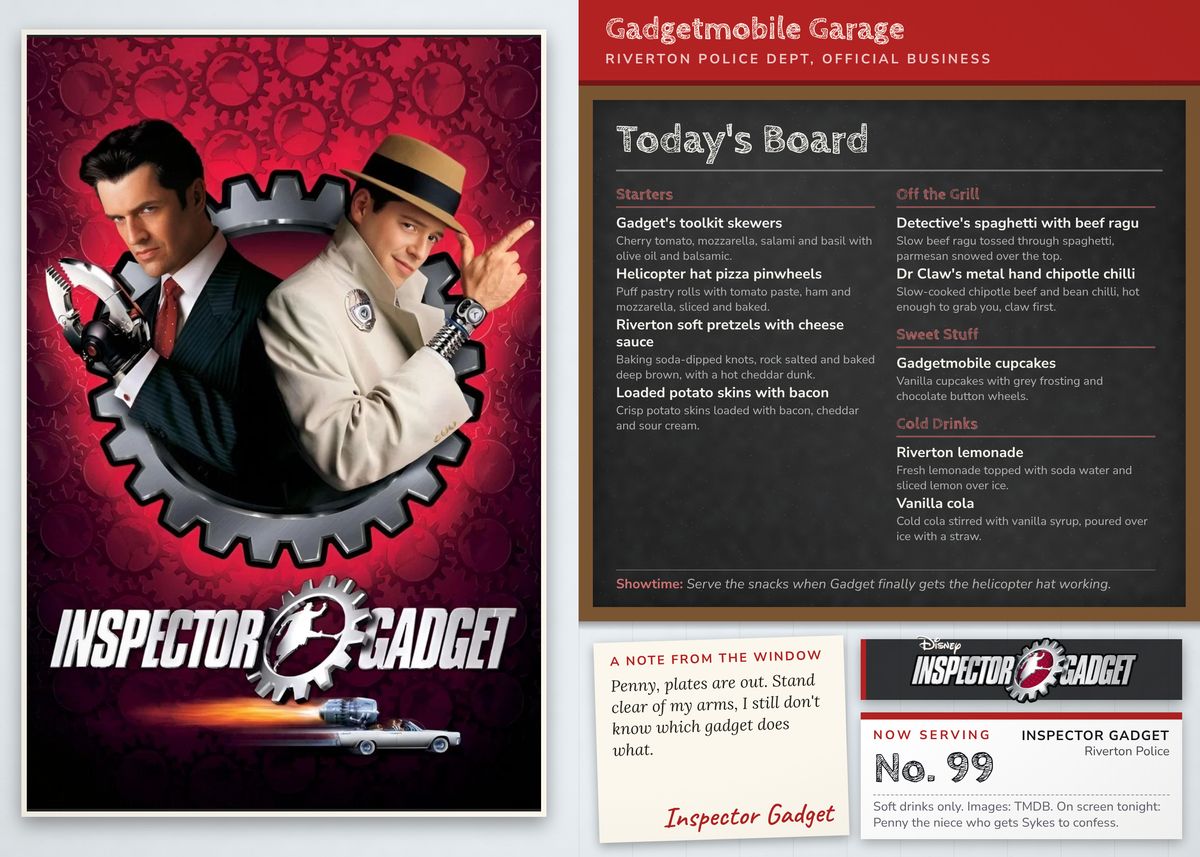 INSPECTOR GADGET
Gadgetmobile Garage
RIVERTON POLICE DEPT, OFFICIAL BUSINESS
Today's Board
Starters
Gadget's toolkit skewers
Cherry tomato, mozzarella, salami and basil with
olive oil and balsamic.
Helicopter hat pizza pinwheels
Puff pastry rolls with tomato paste, ham and
mozzarella, sliced and baked.
Riverton soft pretzels with cheese
sauce
Baking soda-dipped knots, rock salted and baked
deep brown, with a hot cheddar dunk.
Loaded potato skins with bacon
Crisp potato skins loaded with bacon, cheddar
and sour cream.
Off the Grill
Detective's spaghetti with beef ragu
Slow beef ragu tossed through spaghetti,
parmesan snowed over the top.
Dr Claw's metal hand chipotle chilli
Slow-cooked chipotle beef and bean chilli, hot
enough to grab you, claw first.
Sweet Stuff
Gadgetmobile cupcakes
Vanilla cupcakes with grey frosting and
chocolate button wheels.
Cold Drinks
Riverton lemonade
Fresh lemonade topped with soda water and
sliced lemon over ice.
Vanilla cola
Cold cola stirred with vanilla syrup, poured over
ice with a straw.
Showtime: Serve the snacks when Gadget finally gets the helicopter hat working.
A NOTE FROM THE WINDOW
Penny, plates are out. Stand
clear of my arms, I still don't
know which gadget does
what.
Inspector Gadget
Disney
INSPECTOR GADGET
NOW SERVING
No. 99
INSPECTOR GADGET
Riverton Police
Soft drinks only. Images: TMDB. On screen tonight:
Penny the niece who gets Sykes to confess.